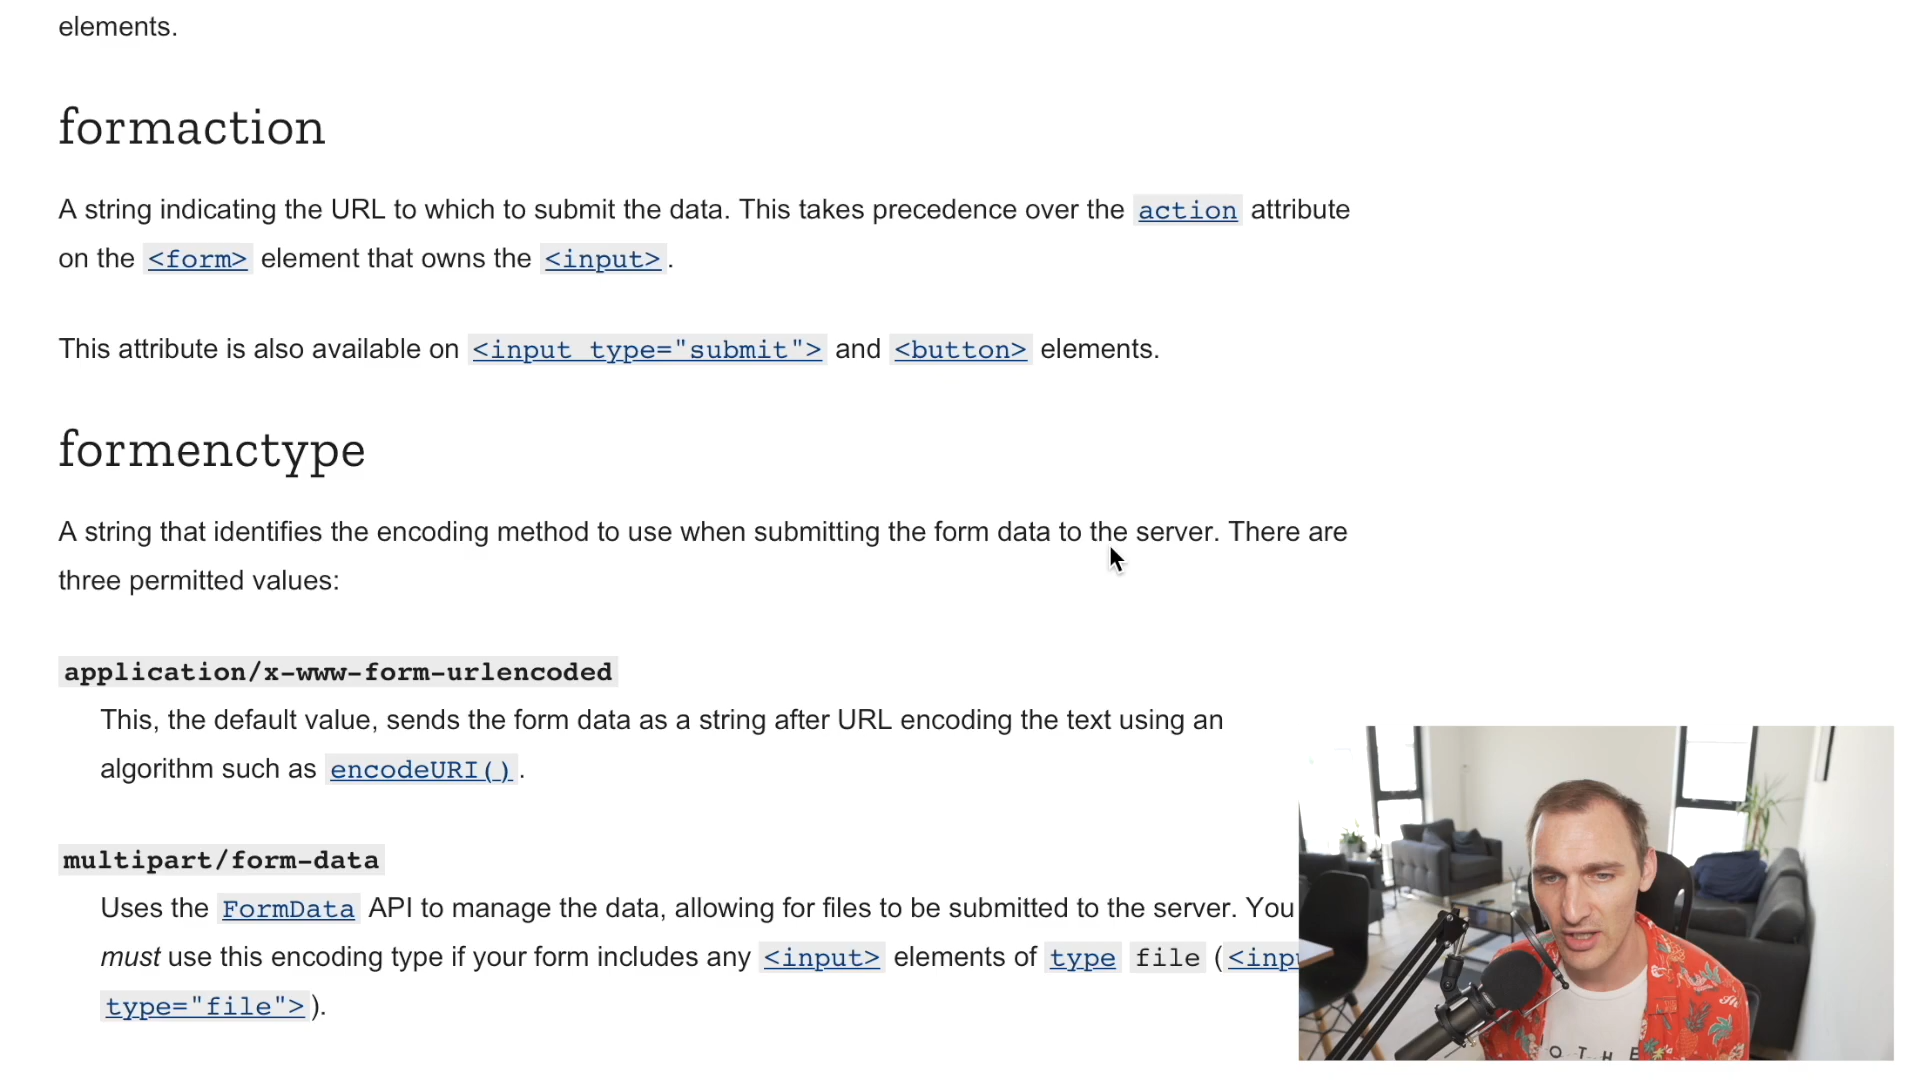 elements.
formaction
A string indicating the URL to which to submit the data. This takes precedence over the action attribute
on the <form> element that owns the <input>.
This attribute is also available on <input type="submit"> and <button> elements.
formenctype
A string that identifies the encoding method to use when submitting the form data to the server. There are
three permitted values:
application/x-www-form-urlencoded
This, the default value, sends the form data as a string after URL encoding the text using an
algorithm such as encodeURI().
multipart/form-data
Uses the FormData API to manage the data, allowing for files to be submitted to the server. You
must use this encoding type if your form includes any <input> elements of type file (<inp
type="file">).
OTHE